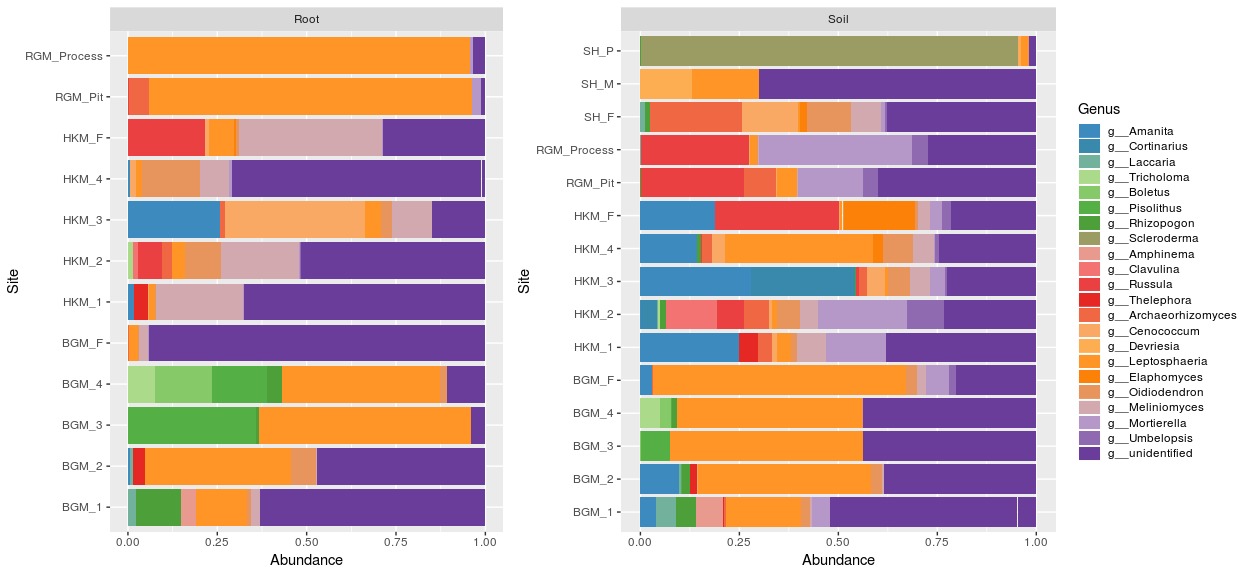 Root
Site
RGM_Process
RGM_Pit
HKM_F
HKM_4
HKM_3
HKM_2
HKM_1
BGM_F
BGM_4
BGM_3
BGM_2
BGM_1
0.00 0.25 0.50 0.75 1.00
Abundance
Soil
Site
SH_P
SH_M
SH_F
RGM_Process
RGM_Pit
HKM_F
HKM_4
HKM_3
HKM_2
HKM_1
BGM_F
BGM_4
BGM_3
BGM_2
BGM_1
0.00 0.25 0.50 0.75 1.00
Abundance
Genus
g__Amanita
g__Cortinarius
g__Laccaria
g__Tricholoma
g__Boletus
g__Pisolithus
g__Rhizopogon
g__Scleroderma
g__Amphinema
g__Clavulina
g__Russula
g__Thelephora
g__Archaeorhizomyces
g__Cenococcum
g__Devriesia
g__Leptosphaeria
g__Elaphomyces
g__Oidiodendron
g__Meliniomyces
g__Mortierella
g__Umbelopsis
g__unidentified